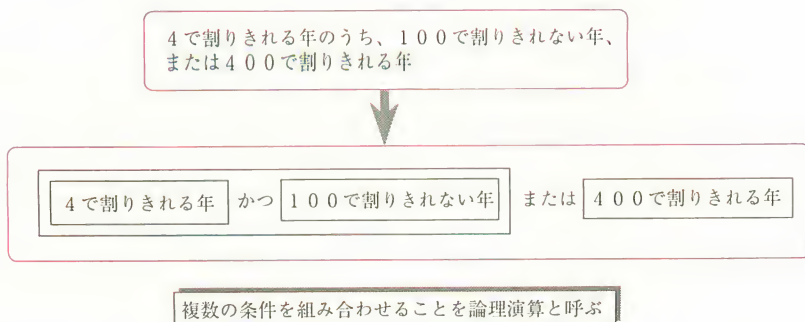 4で割りきれる年のうち、100で割りきれない年、
または400で割りきれる年
4で割りきれる年 かつ 100で割りきれない年 または 400で割りきれる年
複数の条件を組み合わせることを論理演算と呼ぶ